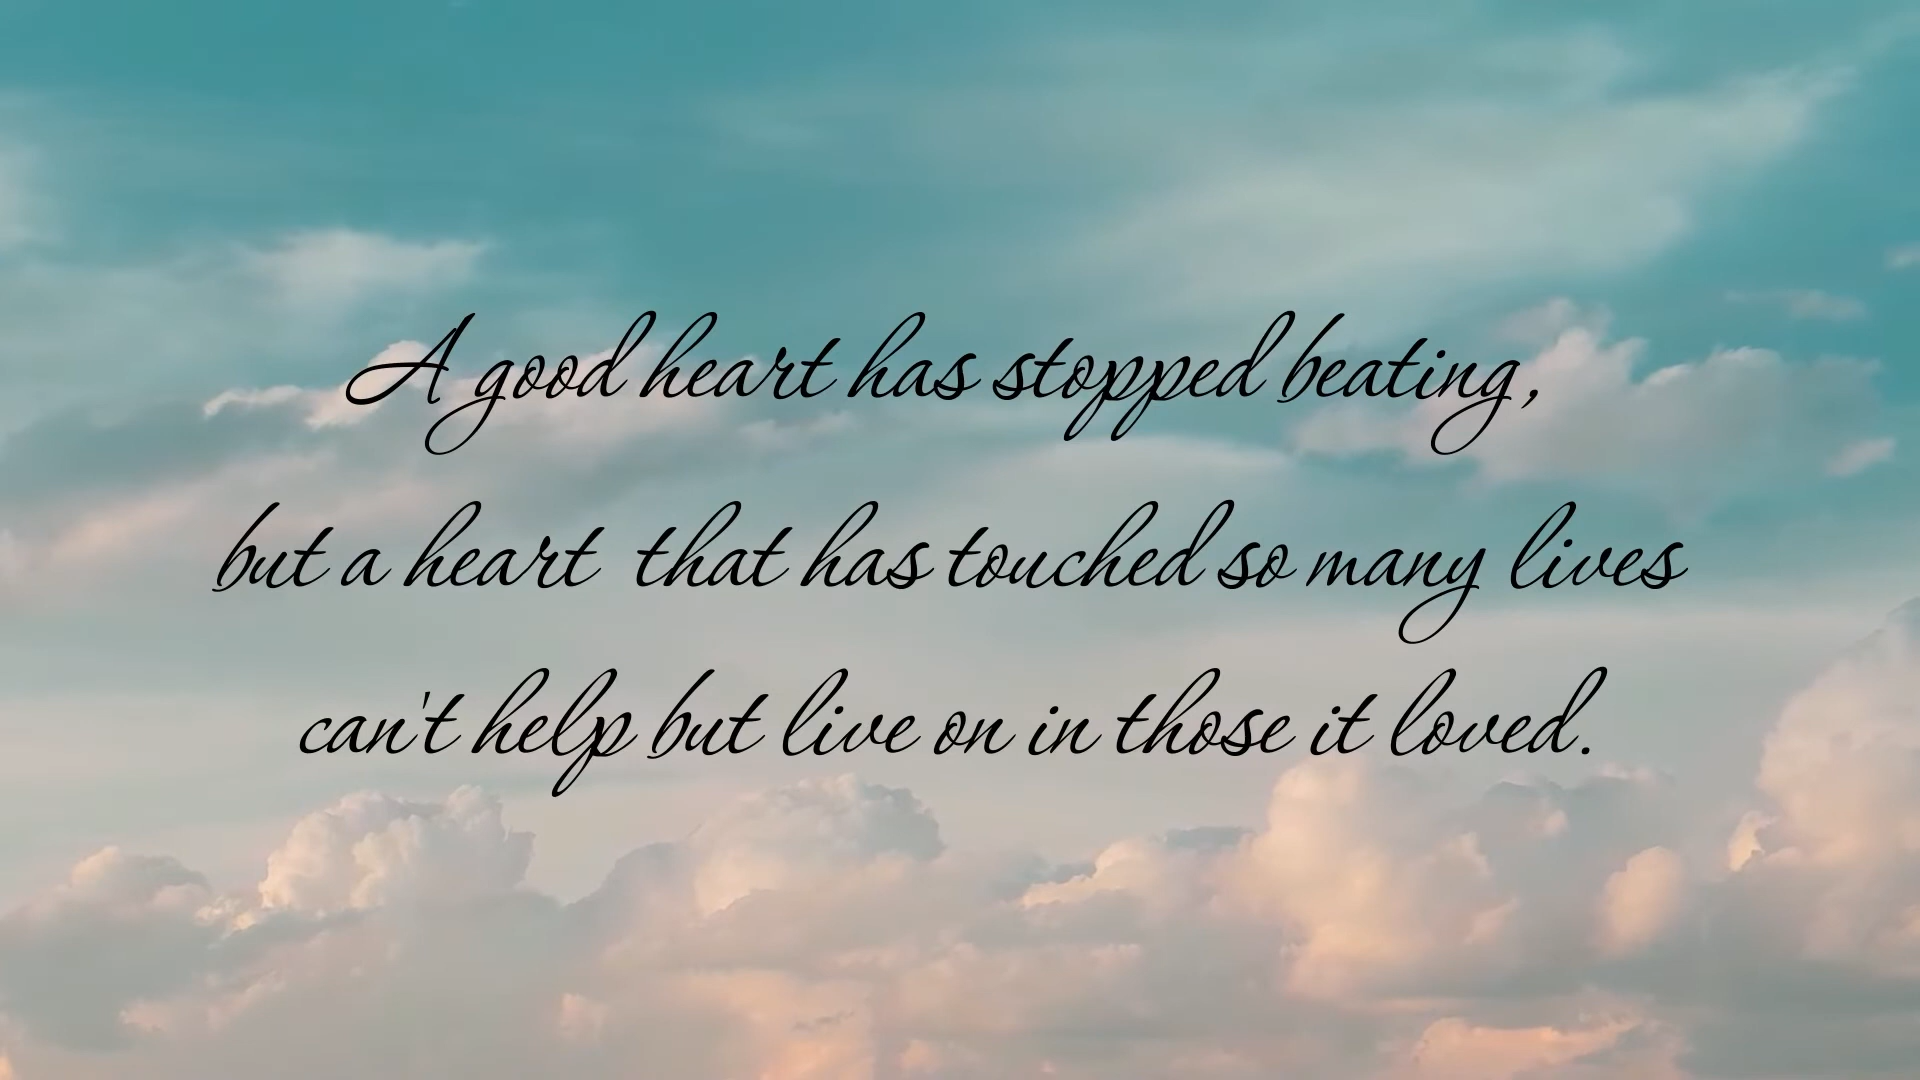 A good heart has stopped beating,
but a heart that has touched so many lives
can't help but live on in those it loved.